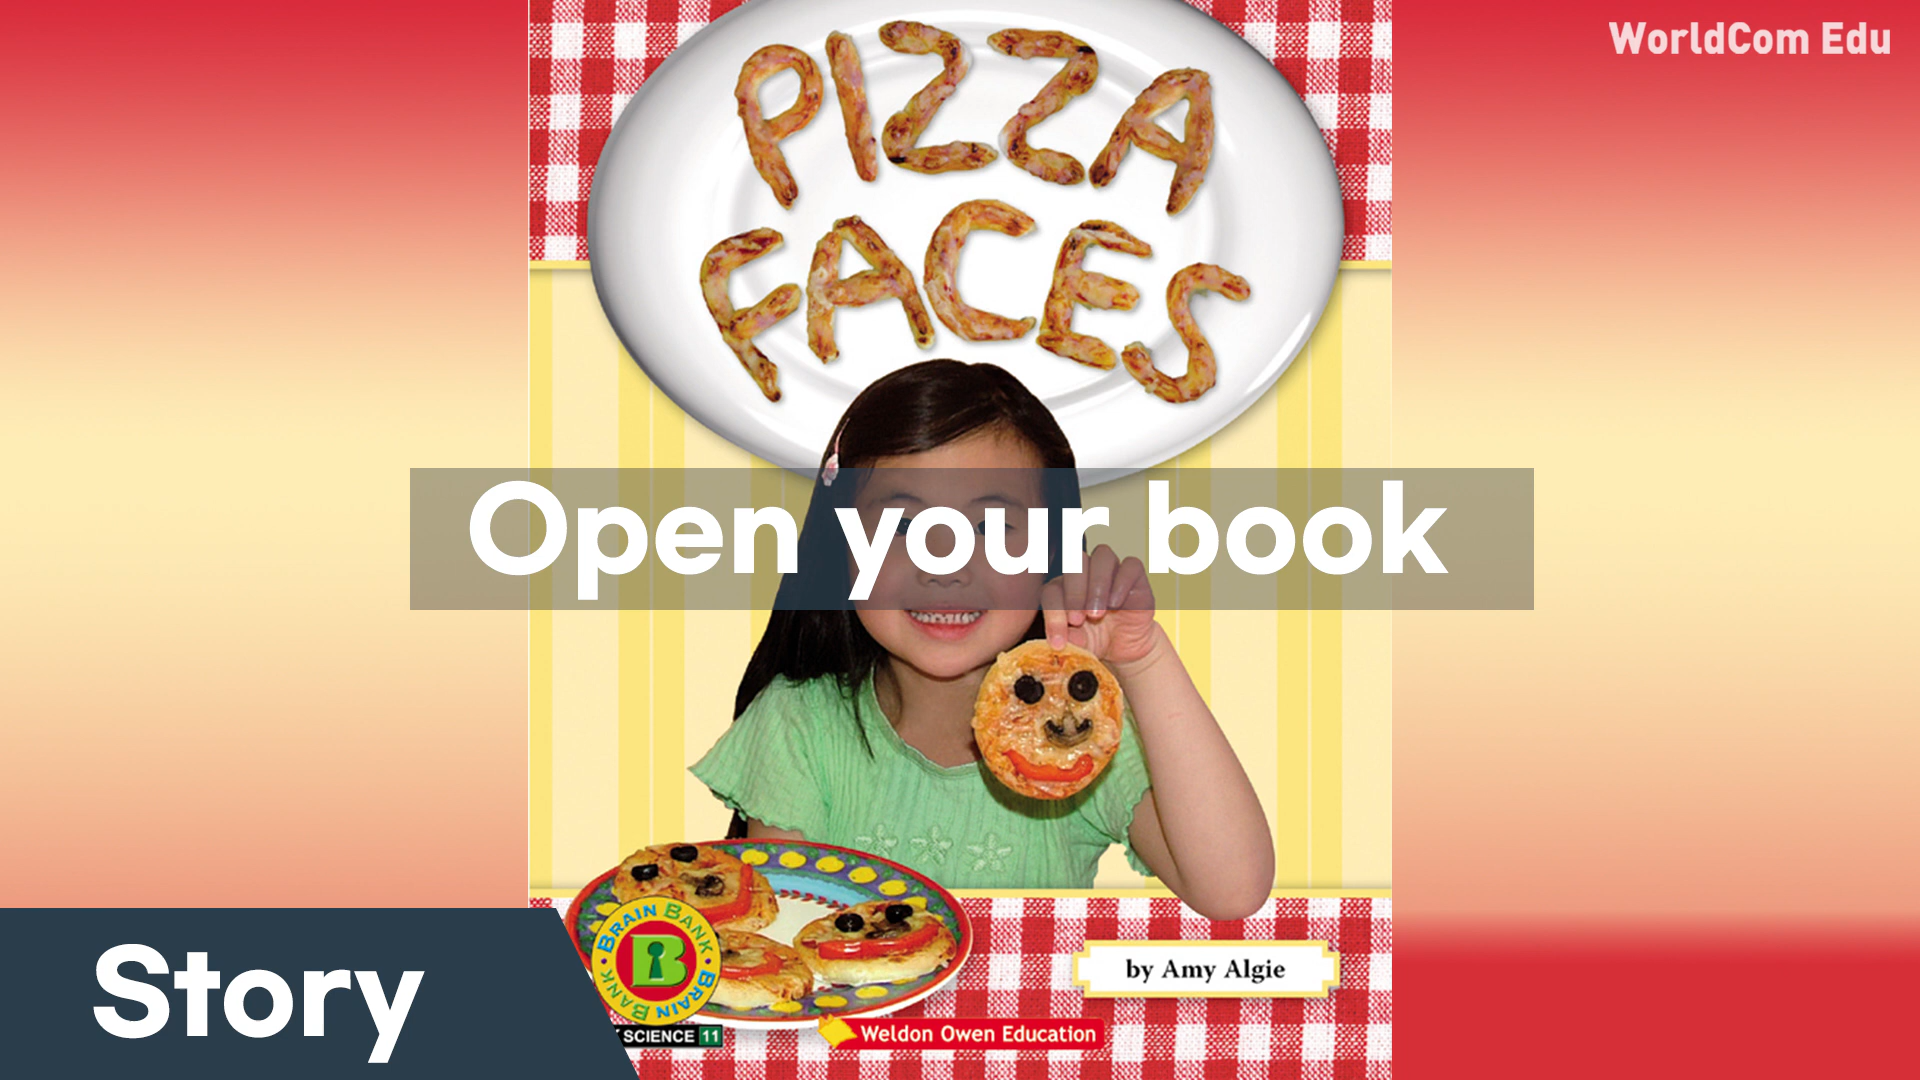 WorldCom Edu
PIZZA
FACES
Open your book
by Amy Algie
BRAIN BANK
BRAIN BANK
B
SCIENCE 11
Weldon Owen Education
Story